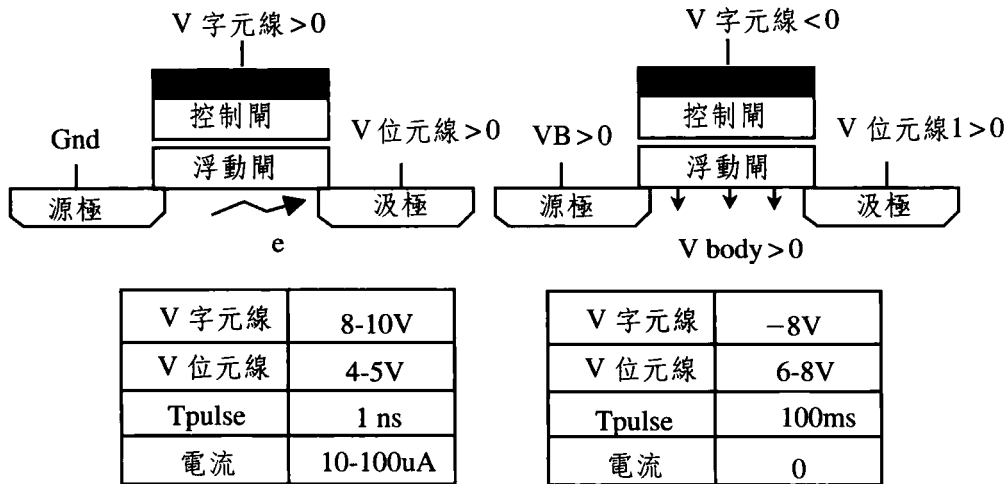 V 字元線>0
控制閘
Gnd
V 位元線>0
浮動閘
源極
汲極
e
V 字元線<0
控制閘
VB>0
V 位元線1>0
浮動閘
源極
汲極
V body>0
V 字元線 8-10V
V 位元線 4-5V
Tpulse 1 ns
電流 10-100uA
V 字元線 −8V
V 位元線 6-8V
Tpulse 100ms
電流 0